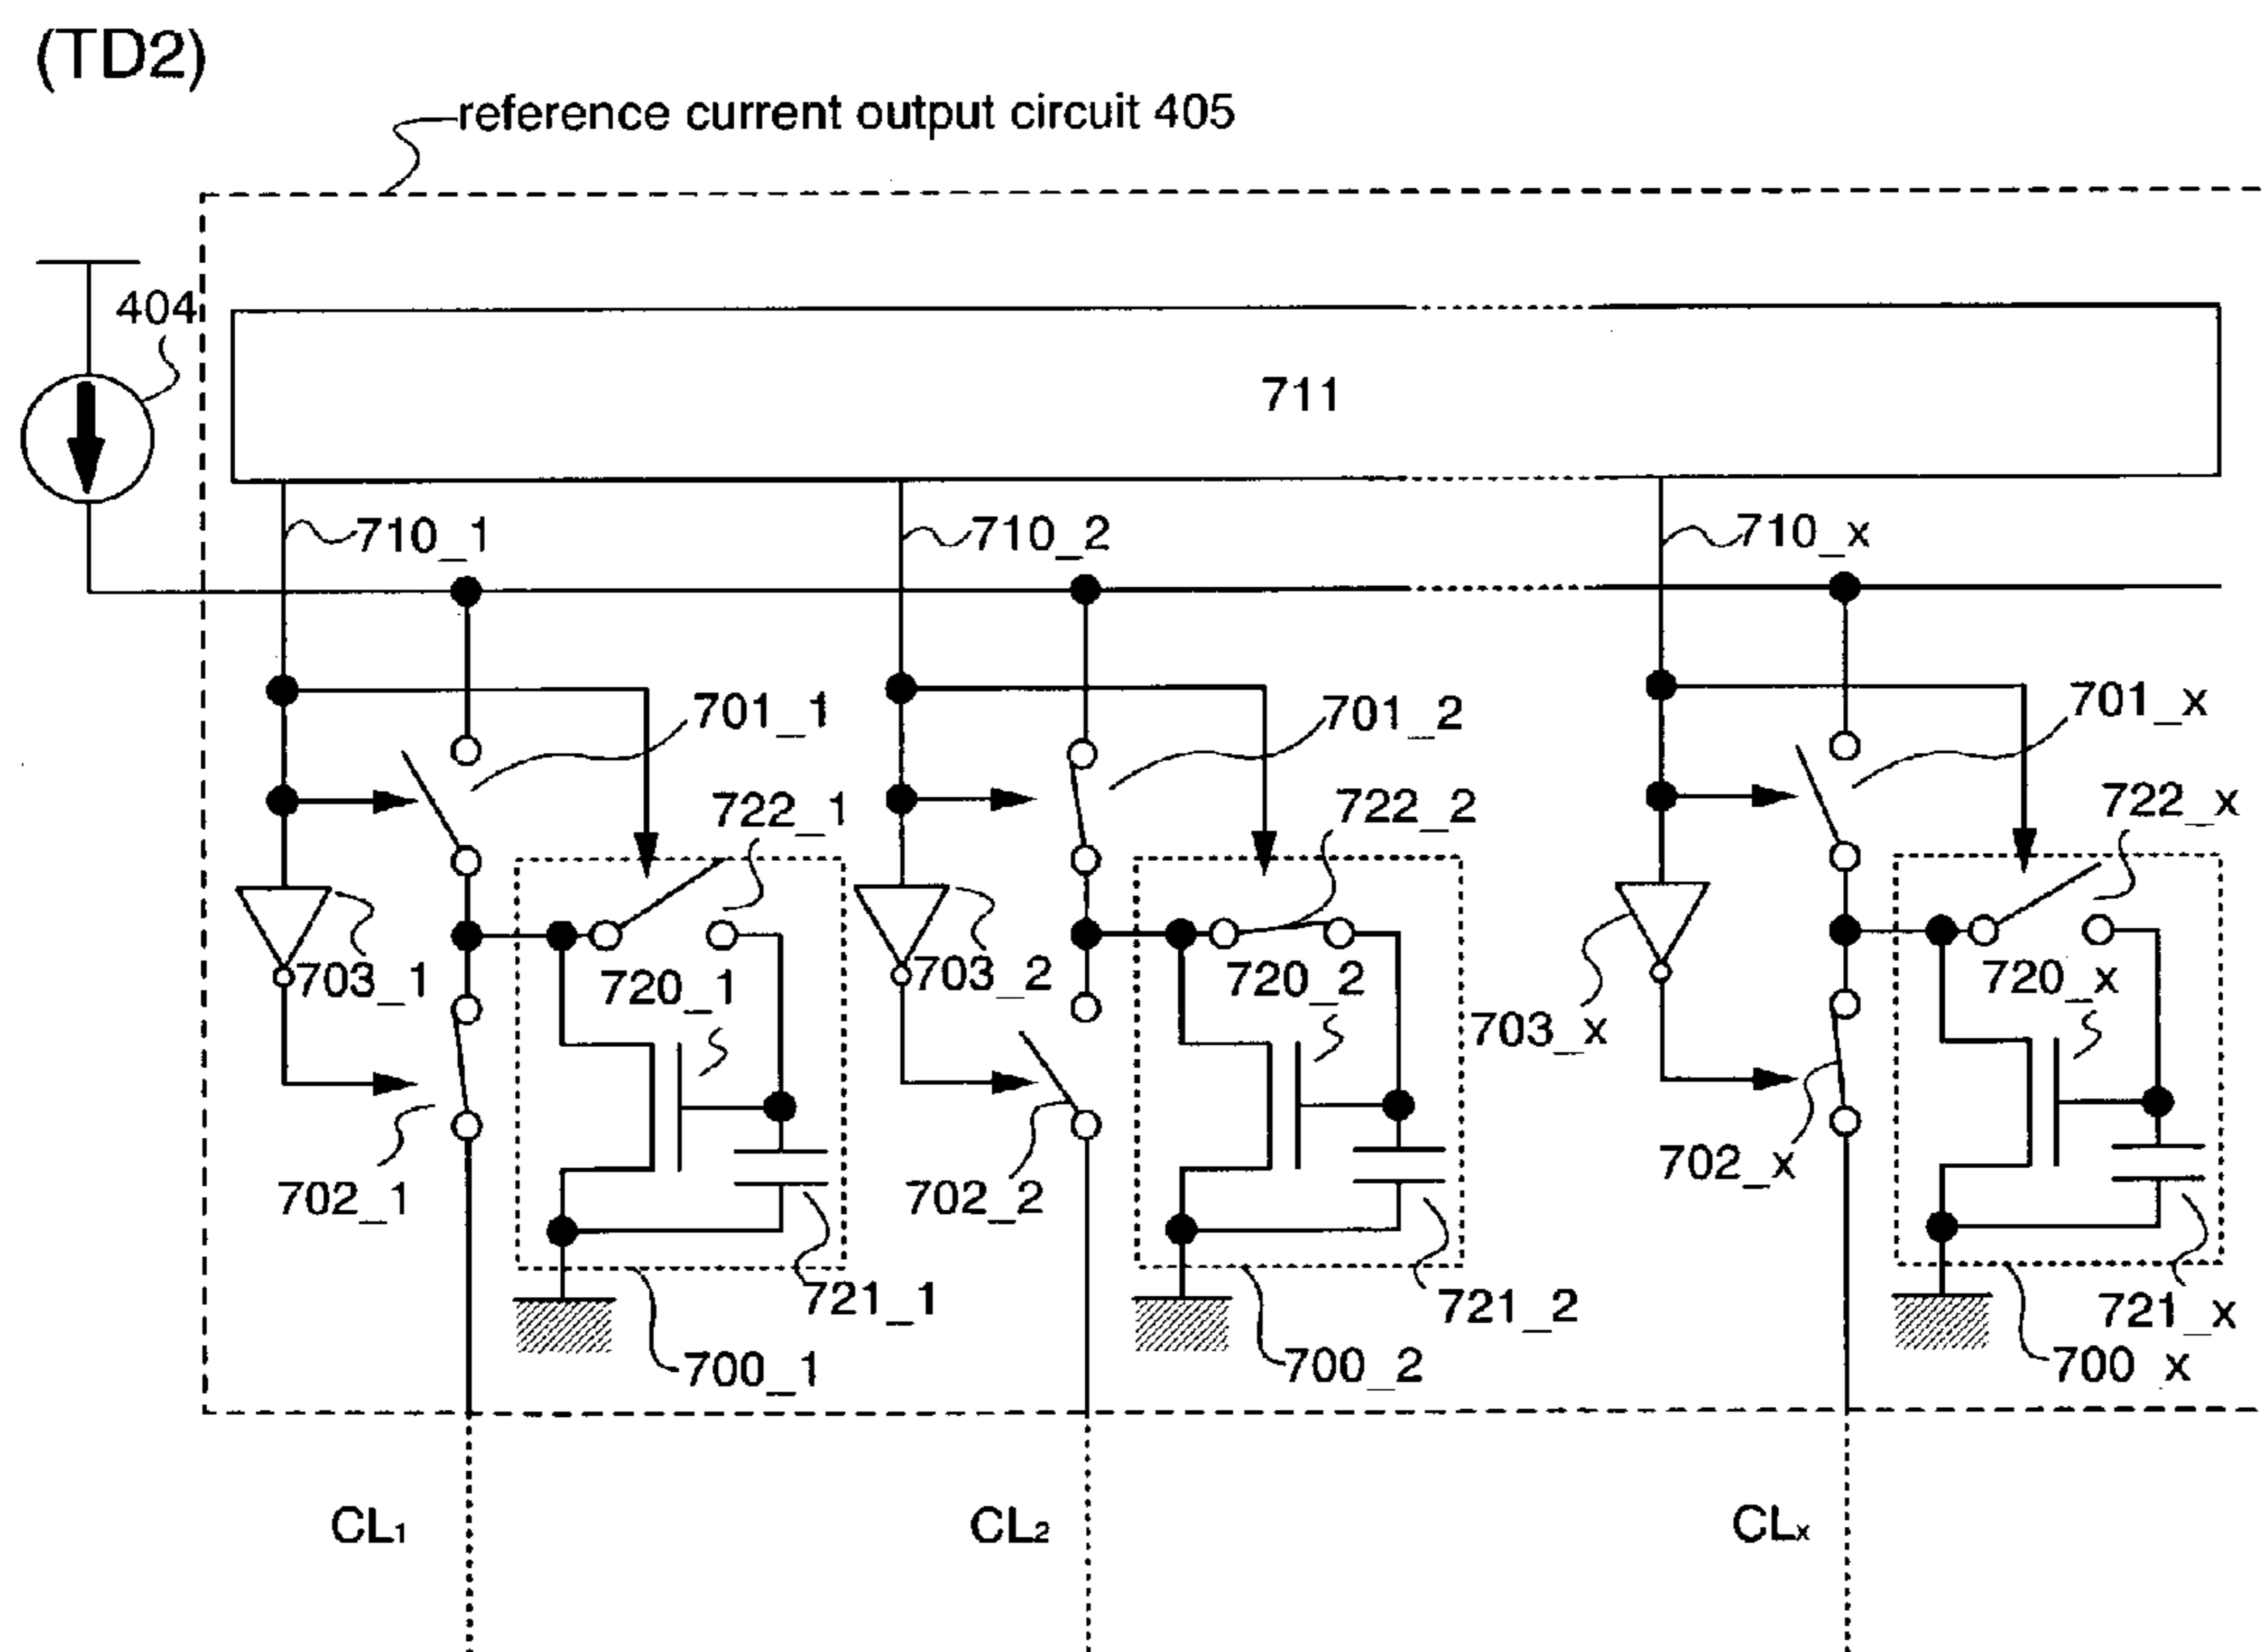 (TD2)
reference current output circuit 405
404
711
710_1
710_2
710_x
701_1
701_2
701_x
722_1
722_2
722_x
703_1
720_1
703_2
720_2
703_x
720_x
702_1
702_2
702_x
721_1
721_2
721_x
700_1
700_2
700_x
CL1
CL2
CLx